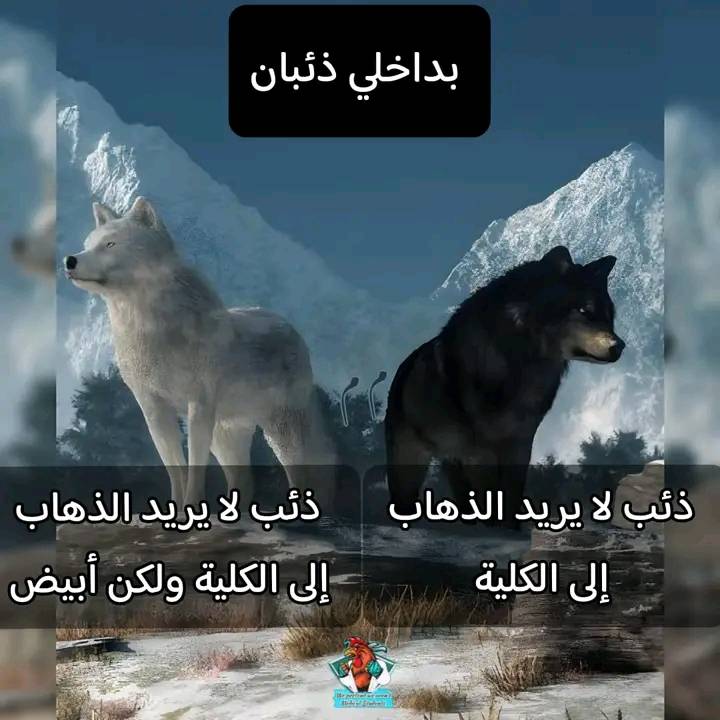 بداخلي ذئبان
ذئب لا يريد الذهاب
إلى الكلية
ذئب لا يريد الذهاب
إلى الكلية ولكن أبيض